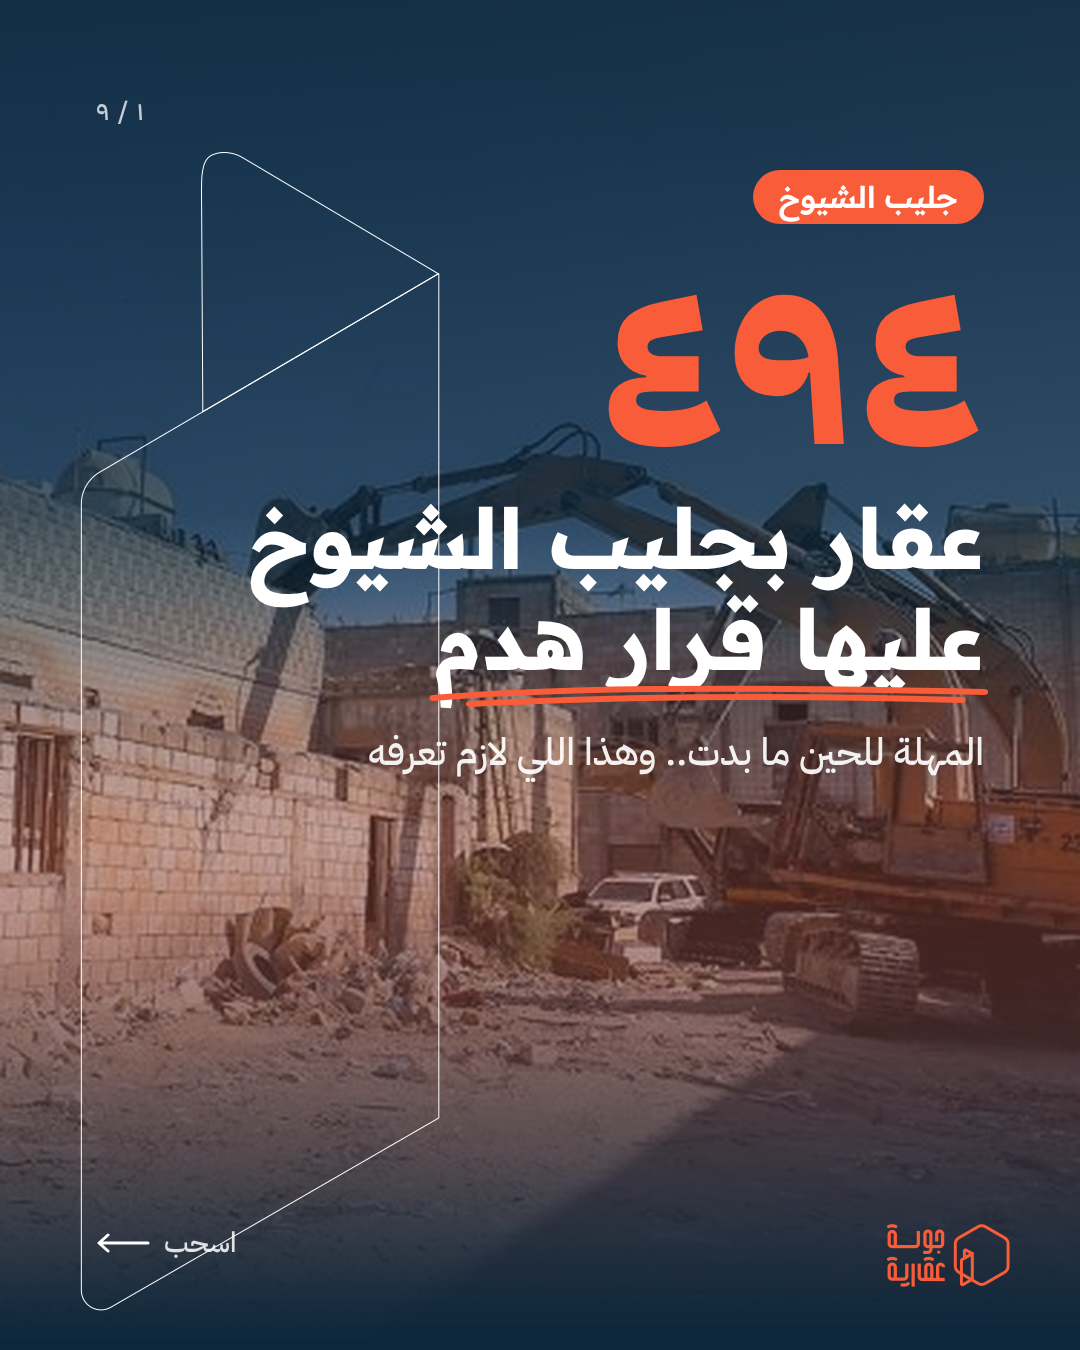 ١ / ٩
جليب الشيوخ
٤٩٤
عقار بجليب الشيوخ
عليها قرار هدم
المهلة للحين ما بدت.. وهذا اللي لازم تعرفه
اسحب
جولة
عقارية